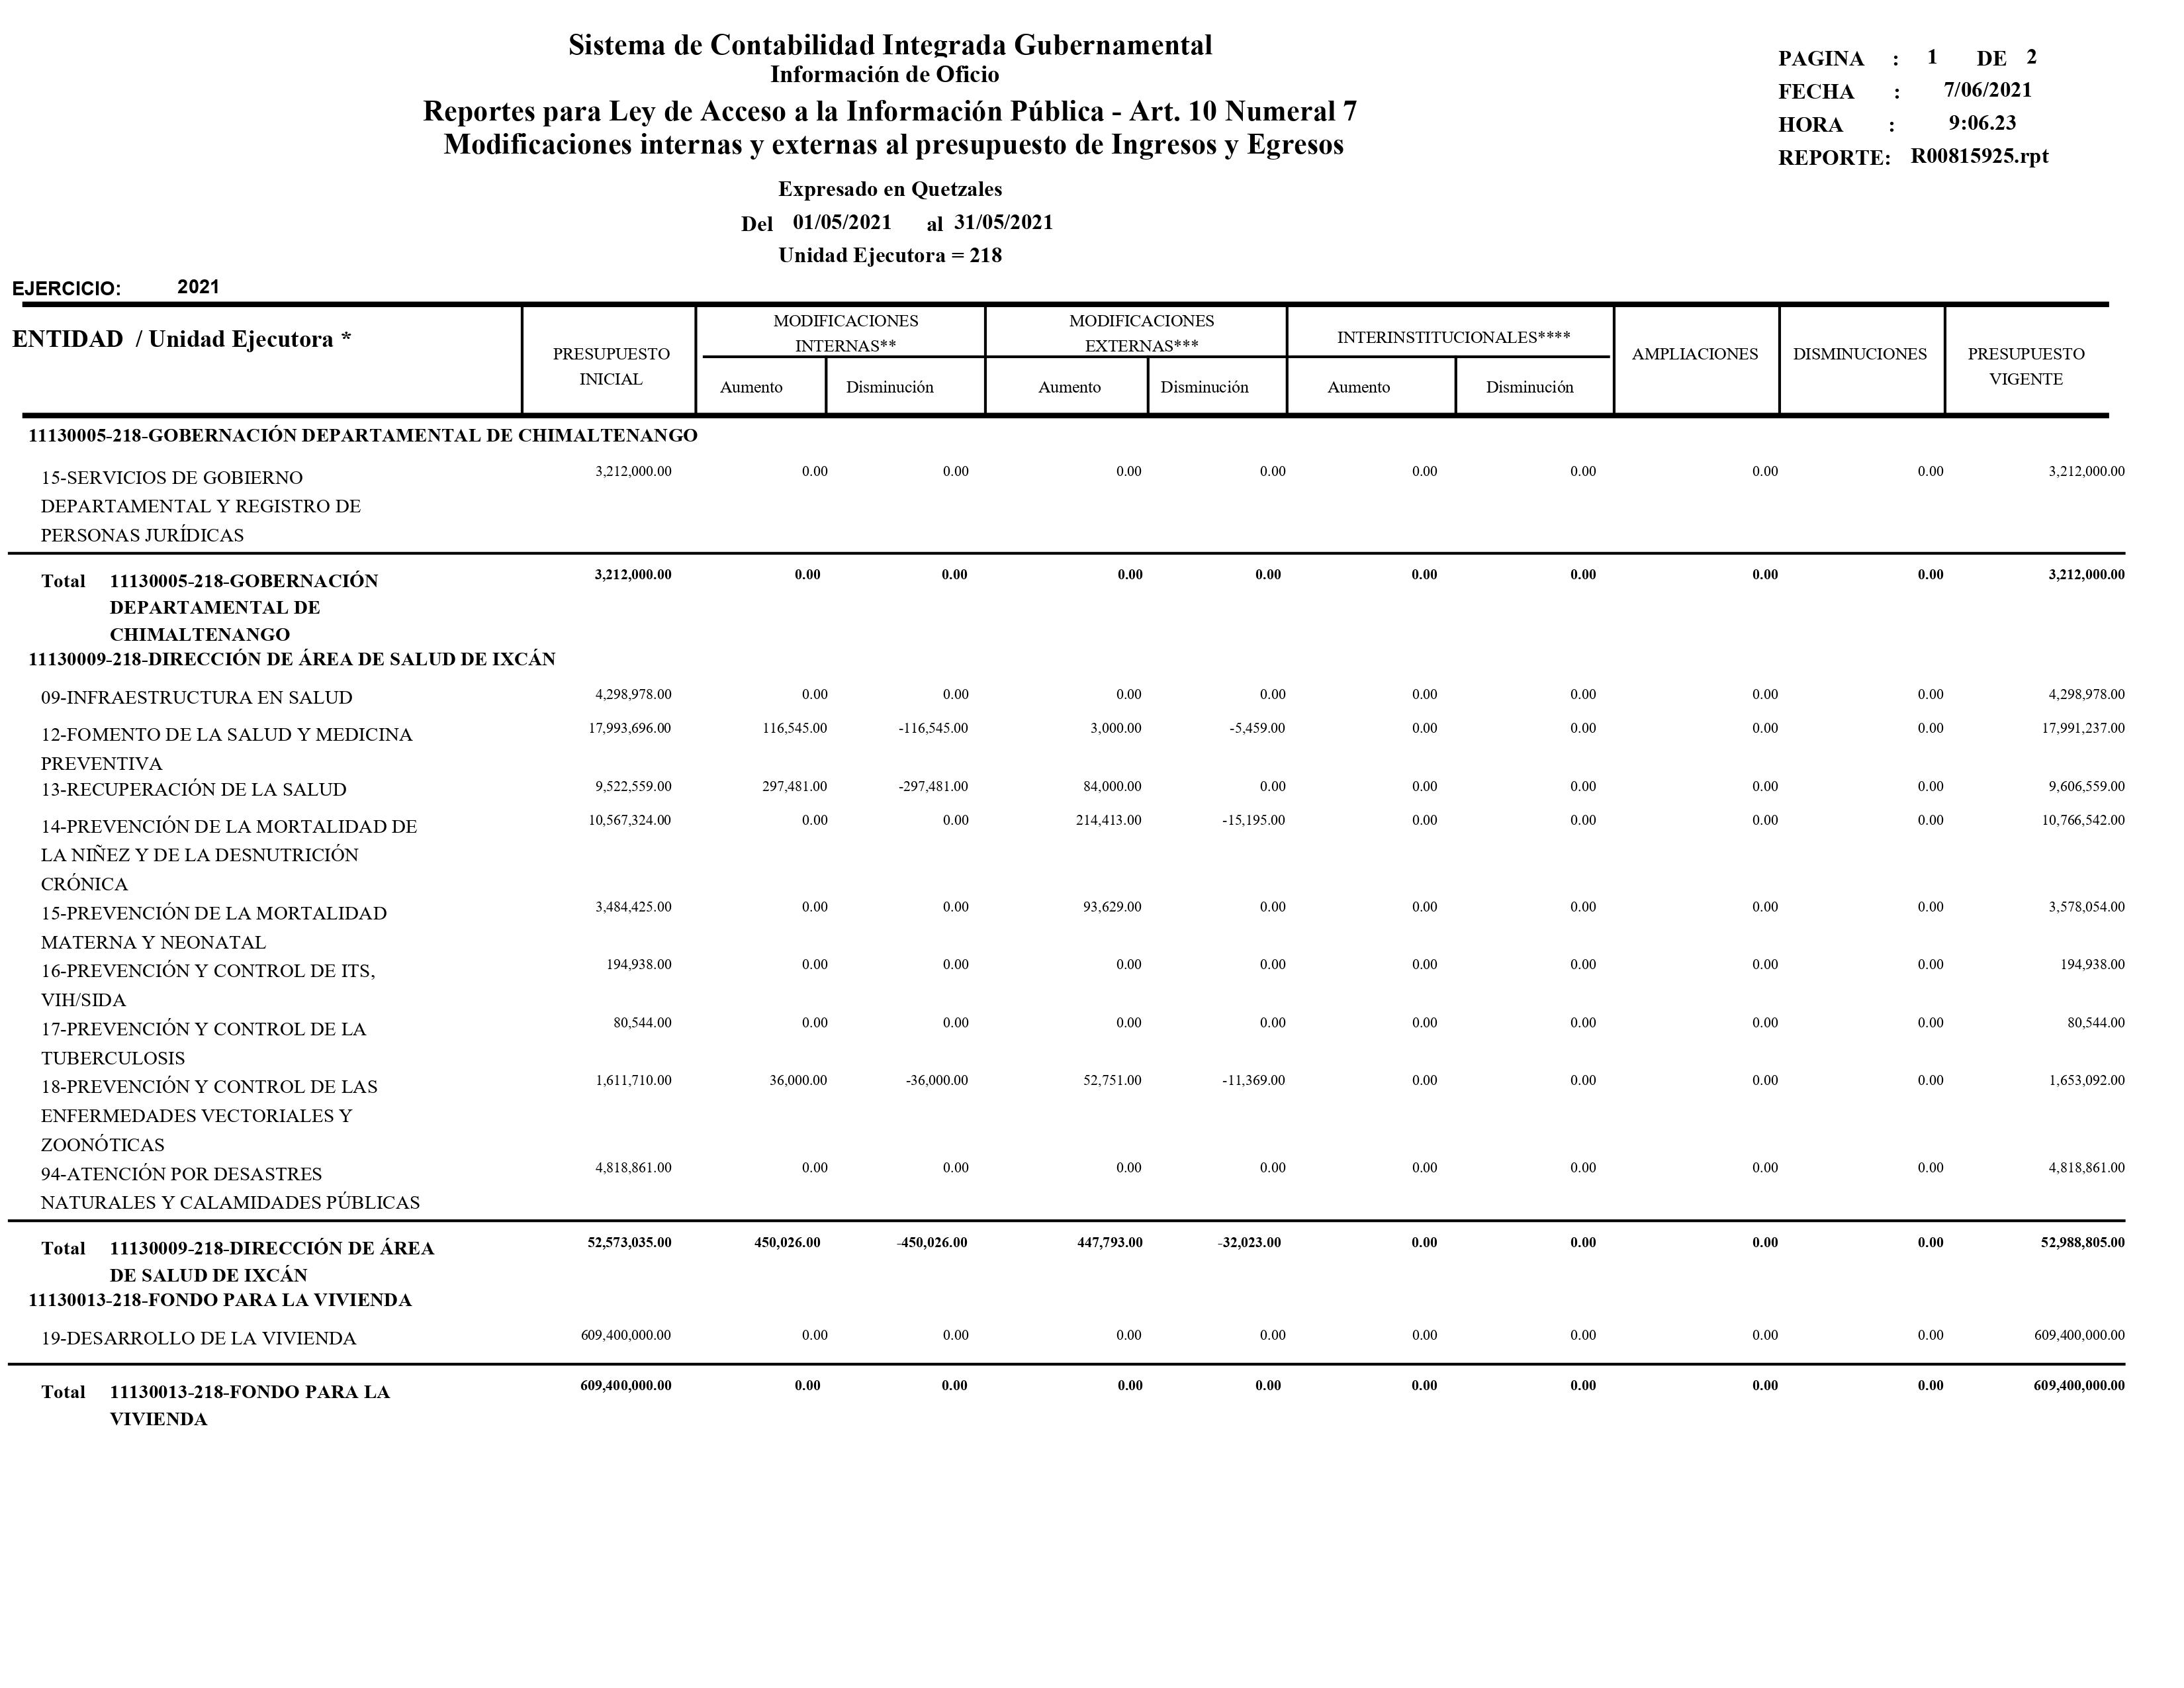 Sistema de Contabilidad Integrada Gubernamental
Información de Oficio
Reportes para Ley de Acceso a la Información Pública - Art. 10 Numeral 7
Modificaciones internas y externas al presupuesto de Ingresos y Egresos
Expresado en Quetzales
Del 01/05/2021 al 31/05/2021
Unidad Ejecutora = 218
PAGINA : 1 DE 2
FECHA : 7/06/2021
HORA : 9:06.23
REPORTE: R00815925.rpt
EJERCICIO: 2021
ENTIDAD / Unidad Ejecutora *
PRESUPUESTO
INICIAL
MODIFICACIONES
INTERNAS**
Aumento Disminución
MODIFICACIONES
EXTERNAS***
Aumento Disminución
INTERINSTITUCIONALES****
Aumento Disminución
AMPLIACIONES
DISMINUCIONES
PRESUPUESTO
VIGENTE
11130005-218-GOBERNACIÓN DEPARTAMENTAL DE CHIMALTENANGO
15-SERVICIOS DE GOBIERNO 3,212,000.00 0.00 0.00 0.00 0.00 0.00 0.00 0.00 0.00 3,212,000.00
DEPARTAMENTAL Y REGISTRO DE
PERSONAS JURÍDICAS
Total 11130005-218-GOBERNACIÓN 3,212,000.00 0.00 0.00 0.00 0.00 0.00 0.00 0.00 0.00 3,212,000.00
DEPARTAMENTAL DE
CHIMALTENANGO
11130009-218-DIRECCIÓN DE ÁREA DE SALUD DE IXCÁN
09-INFRAESTRUCTURA EN SALUD 4,298,978.00 0.00 0.00 0.00 0.00 0.00 0.00 0.00 0.00 4,298,978.00
12-FOMENTO DE LA SALUD Y MEDICINA 17,993,696.00 116,545.00 -116,545.00 3,000.00 -5,459.00 0.00 0.00 0.00 0.00 17,991,237.00
PREVENTIVA
13-RECUPERACIÓN DE LA SALUD 9,522,559.00 297,481.00 -297,481.00 84,000.00 0.00 0.00 0.00 0.00 0.00 9,606,559.00
14-PREVENCIÓN DE LA MORTALIDAD DE 10,567,324.00 0.00 0.00 214,413.00 -15,195.00 0.00 0.00 0.00 0.00 10,766,542.00
LA NIÑEZ Y DE LA DESNUTRICIÓN
CRÓNICA
15-PREVENCIÓN DE LA MORTALIDAD 3,484,425.00 0.00 0.00 93,629.00 0.00 0.00 0.00 0.00 0.00 3,578,054.00
MATERNA Y NEONATAL
16-PREVENCIÓN Y CONTROL DE ITS, 194,938.00 0.00 0.00 0.00 0.00 0.00 0.00 0.00 0.00 194,938.00
VIH/SIDA
17-PREVENCIÓN Y CONTROL DE LA 80,544.00 0.00 0.00 0.00 0.00 0.00 0.00 0.00 0.00 80,544.00
TUBERCULOSIS
18-PREVENCIÓN Y CONTROL DE LAS 1,611,710.00 36,000.00 -36,000.00 52,751.00 -11,369.00 0.00 0.00 0.00 0.00 1,653,092.00
ENFERMEDADES VECTORIALES Y
ZOONÓTICAS
94-ATENCIÓN POR DESASTRES 4,818,861.00 0.00 0.00 0.00 0.00 0.00 0.00 0.00 0.00 4,818,861.00
NATURALES Y CALAMIDADES PÚBLICAS
Total 11130009-218-DIRECCIÓN DE ÁREA 52,573,035.00 450,026.00 -450,026.00 447,793.00 -32,023.00 0.00 0.00 0.00 0.00 52,988,805.00
DE SALUD DE IXCÁN
11130013-218-FONDO PARA LA VIVIENDA
19-DESARROLLO DE LA VIVIENDA 609,400,000.00 0.00 0.00 0.00 0.00 0.00 0.00 0.00 0.00 609,400,000.00
Total 11130013-218-FONDO PARA LA 609,400,000.00 0.00 0.00 0.00 0.00 0.00 0.00 0.00 0.00 609,400,000.00
VIVIENDA